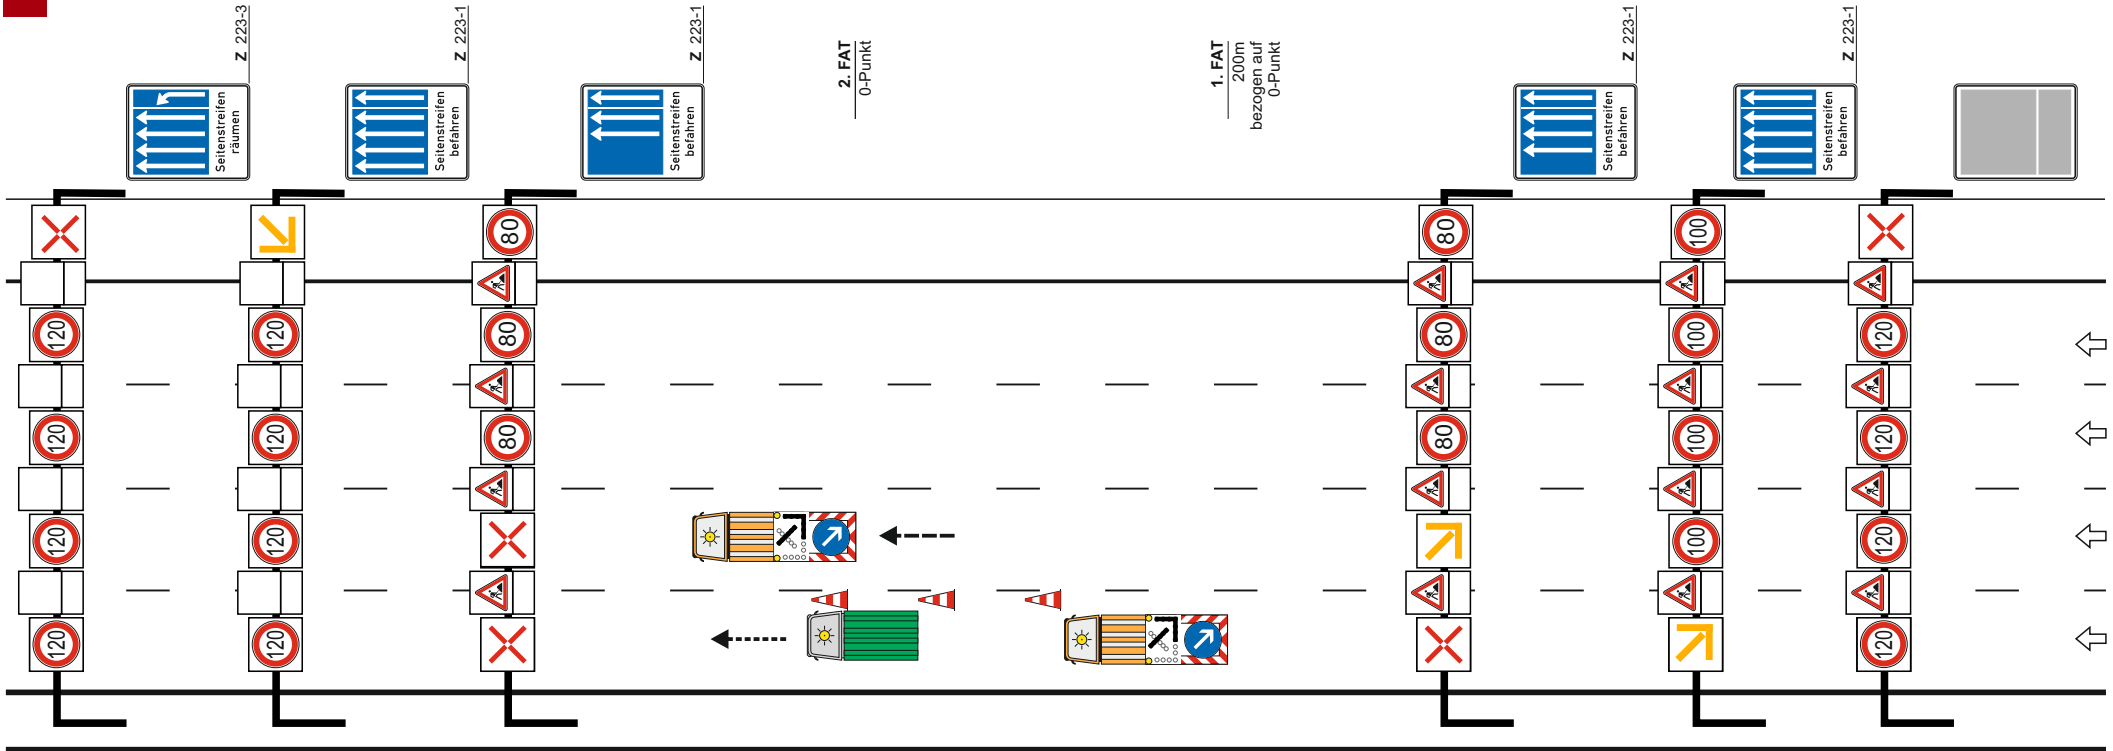 Z 223-3
Seitenstreifen
räumen
Z 223-1
Seitenstreifen
befahren
Z 223-1
Seitenstreifen
befahren
2. FAT
0-Punkt
1. FAT
200m
bezogen auf
0-Punkt
Z 223-1
Seitenstreifen
befahren
Z 223-1
Seitenstreifen
befahren
80
80
100
120
120
80
80
100
120
120
120
80
80
100
120
120
120
100
120
120
120
120